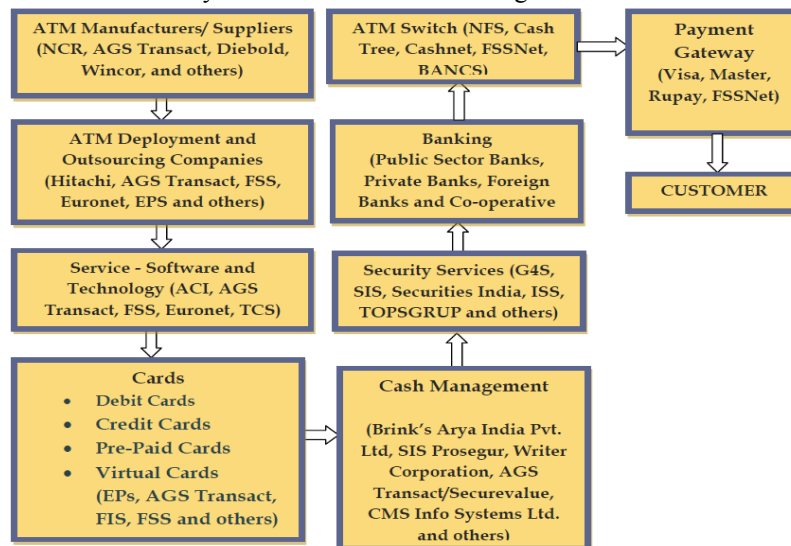 ATM Manufacturers/ Suppliers
(NCR, AGS Transact, Diebold,
Wincor, and others)
ATM Deployment and
Outsourcing Companies
(Hitachi, AGS Transact, FSS,
Euronet, EPS and others)
Service - Software and
Technology (ACI, AGS
Transact, FSS, Euronet, TCS)
Cards
• Debit Cards
• Credit Cards
• Pre-Paid Cards
• Virtual Cards
(EPs, AGS Transact,
FIS, FSS and others)
Cash Management
(Brink's Arya India Pvt.
Ltd, SIS Prosegur, Writer
Corporation, AGS
Transact/Securevalue,
CMS Info Systems Ltd.
and others)
Security Services (G4S,
SIS, Securities India, ISS,
TOPSGRUP and others)
Banking
(Public Sector Banks,
Private Banks, Foreign
Banks and Co-operative
ATM Switch (NFS, Cash
Tree, Cashnet, FSSNet,
BANCS)
Payment
Gateway
(Visa, Master,
Rupay, FSSNet)
CUSTOMER